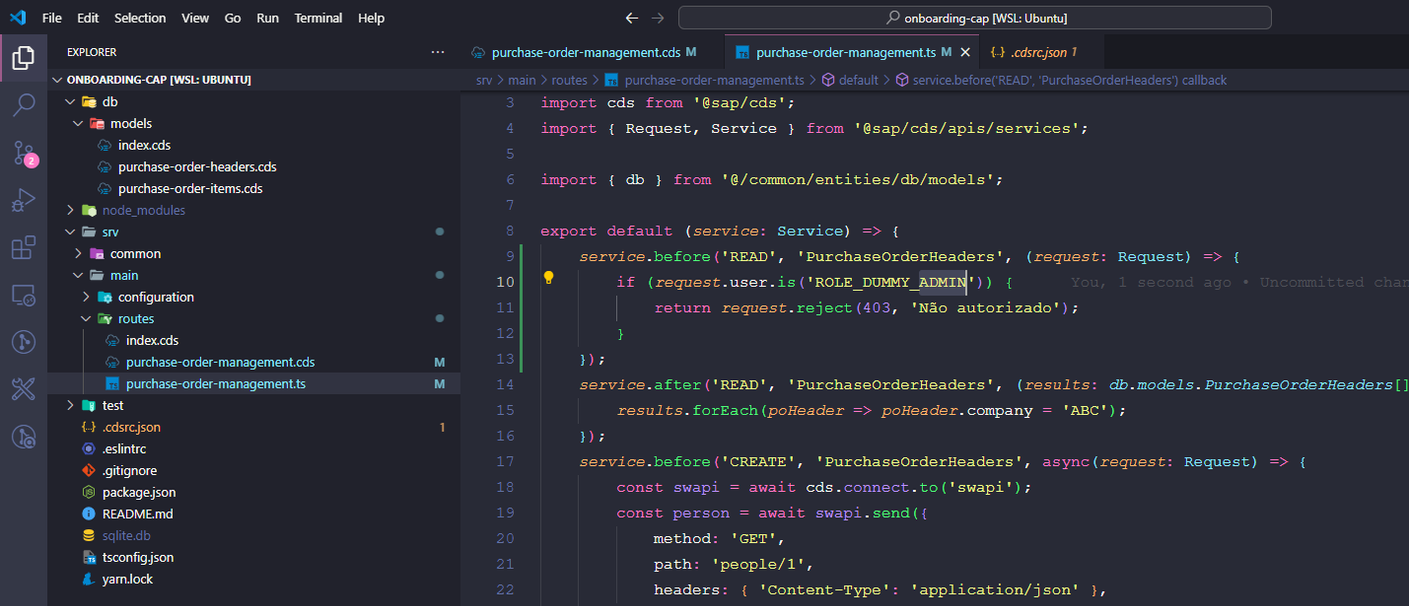 File Edit Selection View Go Run Terminal Help
onboarding-cap [WSL: Ubuntu]
EXPLORER
ONBOARDING-CAP [WSL: UBUNTU]
db
models
index.cds
purchase-order-headers.cds
purchase-order-items.cds
node_modules
srv
common
main
configuration
routes
index.cds
purchase-order-management.cds M
purchase-order-management.ts M
test
.cdsrc.json 1
.eslintrc
.gitignore
package.json
README.md
sqlite.db
tsconfig.json
yarn.lock
2
purchase-order-management.cds M
purchase-order-management.ts M
.cdsrc.json 1
srv > main > routes > purchase-order-management.ts > default > service.before('READ', 'PurchaseOrderHeaders') callback
3 import cds from '@sap/cds';
4 import { Request, Service } from '@sap/cds/apis/services';
5
6 import { db } from '@/common/entities/db/models';
7
8 export default (service: Service) => {
9 service.before('READ', 'PurchaseOrderHeaders', (request: Request) => {
10 if (request.user.is('ROLE_DUMMY_ADMIN')) { You, 1 second ago • Uncommitted chan
11 return request.reject(403, 'Não autorizado');
12 }
13 });
14 service.after('READ', 'PurchaseOrderHeaders', (results: db.models.PurchaseOrderHeaders[]
15 results.forEach(poHeader => poHeader.company = 'ABC');
16 });
17 service.before('CREATE', 'PurchaseOrderHeaders', async(request: Request) => {
18 const swapi = await cds.connect.to('swapi');
19 const person = await swapi.send({
20 method: 'GET',
21 path: 'people/1',
22 headers: { 'Content-Type': 'application/json' },